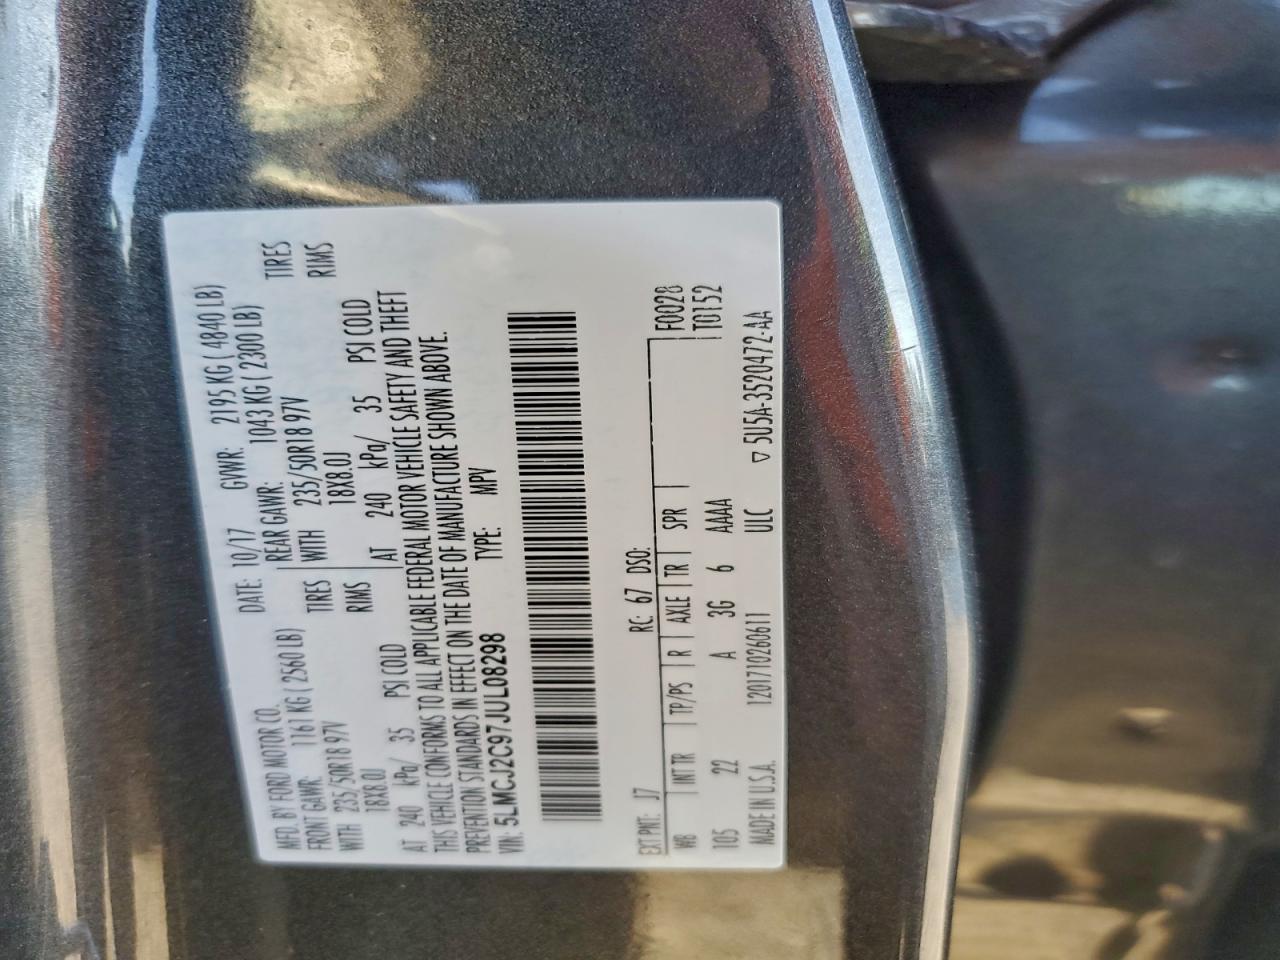 MFD. BY FORD MOTOR CO. DATE: 10/17 GVWR: 2195 KG ( 4840 LB)
FRONT GAWR: 1161 KG ( 2560 LB) REAR GAWR: 1043 KG ( 2300 LB)
WITH 235/50R18 97V TIRES WITH 235/50R18 97V TIRES
18X8.0J RIMS 18X8.0J RIMS
AT 240 kPa/ 35 PSI COLD AT 240 kPa/ 35 PSI COLD
THIS VEHICLE CONFORMS TO ALL APPLICABLE FEDERAL MOTOR VEHICLE SAFETY AND THEFT
PREVENTION STANDARDS IN EFFECT ON THE DATE OF MANUFACTURE SHOWN ABOVE.
VIN: 5LMCJ2C97JUL08298 TYPE: MPV
EXT PNT: J7 RC: 67 DSO:
WB INT TR TP/PS R AXLE TR SPR F0028
105 22 A 3G 6 AAAA T0152
MADE IN U.S.A. 12017102606 11 ULC ▽ 5U5A-3520472-AA